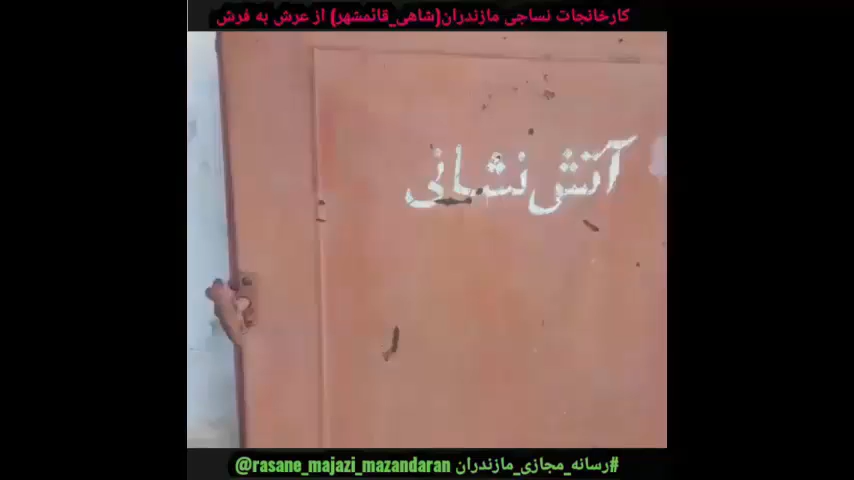 کارخانجات نساجی مازندران(شاهی_قائمشهر) از عرش به فرش
آتش نشانی
#رسانه_مجازی_مازندران @rasane_majazi_mazandaran